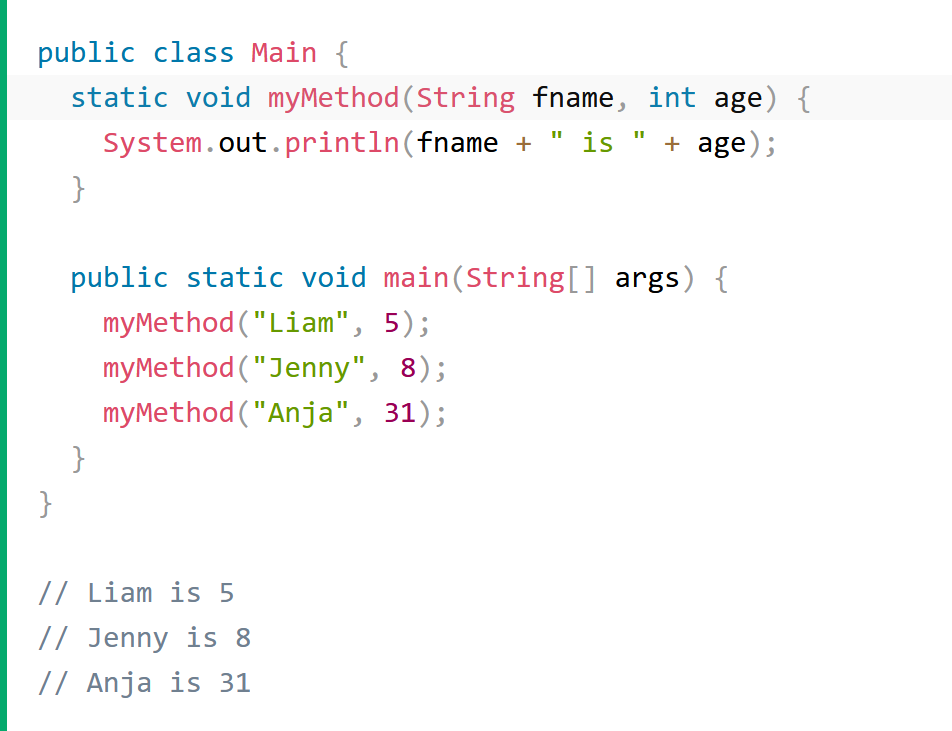 public class Main {
  static void myMethod(String fname, int age) {
    System.out.println(fname + " is " + age);
  }

  public static void main(String[] args) {
    myMethod("Liam", 5);
    myMethod("Jenny", 8);
    myMethod("Anja", 31);
  }
}

// Liam is 5
// Jenny is 8
// Anja is 31